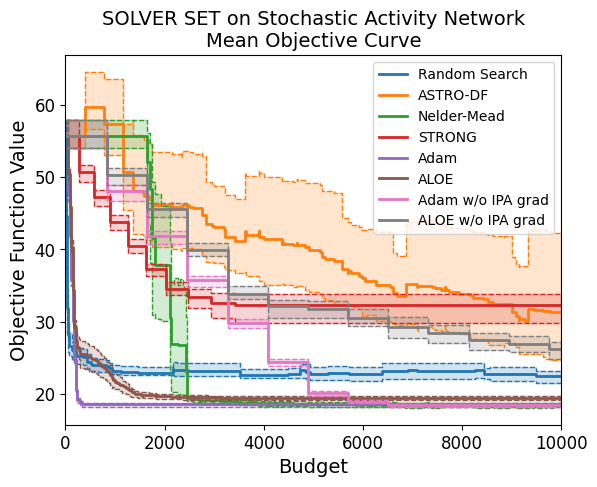 SOLVER SET on Stochastic Activity Network
Mean Objective Curve
Objective Function Value
60
50
40
30
20
Random Search
ASTRO-DF
Nelder-Mead
STRONG
Adam
ALOE
Adam w/o IPA grad
ALOE w/o IPA grad
0
2000
4000
6000
8000
10000
Budget